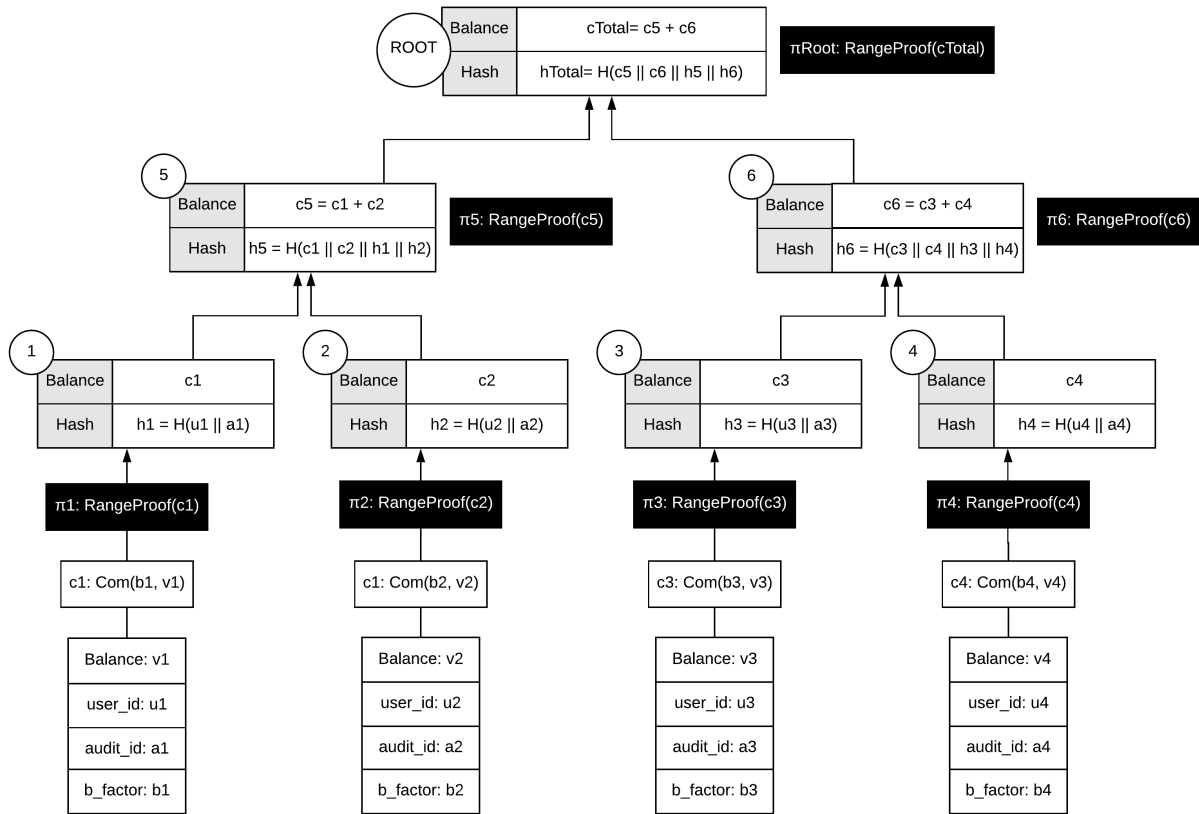 ROOT
Balance
cTotal= c5 + c6
Hash
hTotal= H(c5 || c6 || h5 || h6)
πRoot: RangeProof(cTotal)
5
Balance
c5 = c1 + c2
Hash
h5 = H(c1 || c2 || h1 || h2)
π5: RangeProof(c5)
6
Balance
c6 = c3 + c4
Hash
h6 = H(c3 || c4 || h3 || h4)
π6: RangeProof(c6)
1
Balance
c1
Hash
h1 = H(u1 || a1)
2
Balance
c2
Hash
h2 = H(u2 || a2)
3
Balance
c3
Hash
h3 = H(u3 || a3)
4
Balance
c4
Hash
h4 = H(u4 || a4)
π1: RangeProof(c1)
π2: RangeProof(c2)
π3: RangeProof(c3)
π4: RangeProof(c4)
c1: Com(b1, v1)
c1: Com(b2, v2)
c3: Com(b3, v3)
c4: Com(b4, v4)
Balance: v1
user_id: u1
audit_id: a1
b_factor: b1
Balance: v2
user_id: u2
audit_id: a2
b_factor: b2
Balance: v3
user_id: u3
audit_id: a3
b_factor: b3
Balance: v4
user_id: u4
audit_id: a4
b_factor: b4